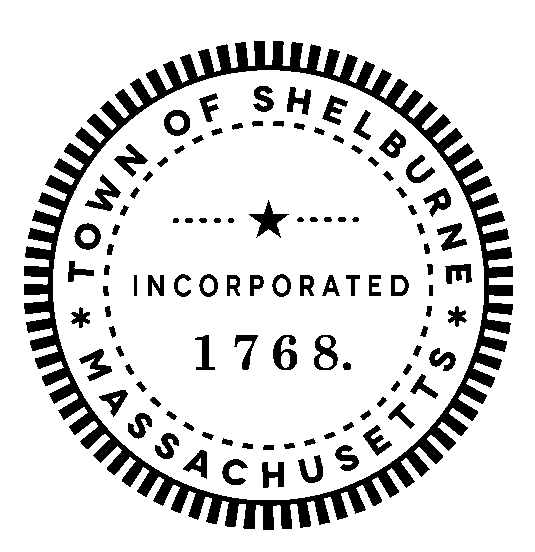 TOWN OF SHELBURNE
INCORPORATED
1768.
* MASSACHUSETTS *